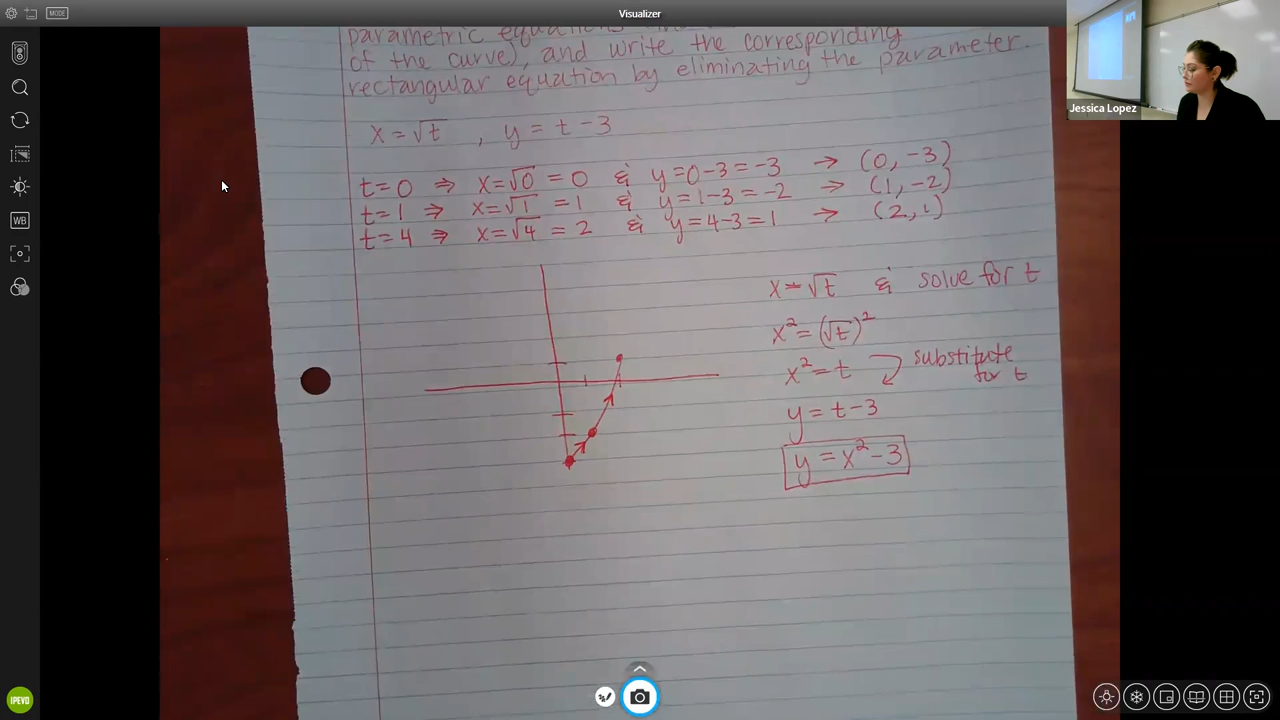 MODE
Visualizer
parametric equations
of the curve), and write the corresponding
rectangular equation by eliminating the parameter.
x = √t , y = t - 3
t = 0 ⇒ x = √0 = 0 & y = 0 - 3 = -3 → (0, -3)
t = 1 ⇒ x = √1 = 1 & y = 1 - 3 = -2 → (1, -2)
t = 4 ⇒ x = √4 = 2 & y = 4 - 3 = 1 → (2, 1)
x = √t & solve for t
x² = (√t)²
x² = t
substitute
for t
y = t - 3
y = x² - 3
Jessica Lopez
WB
IPEVO